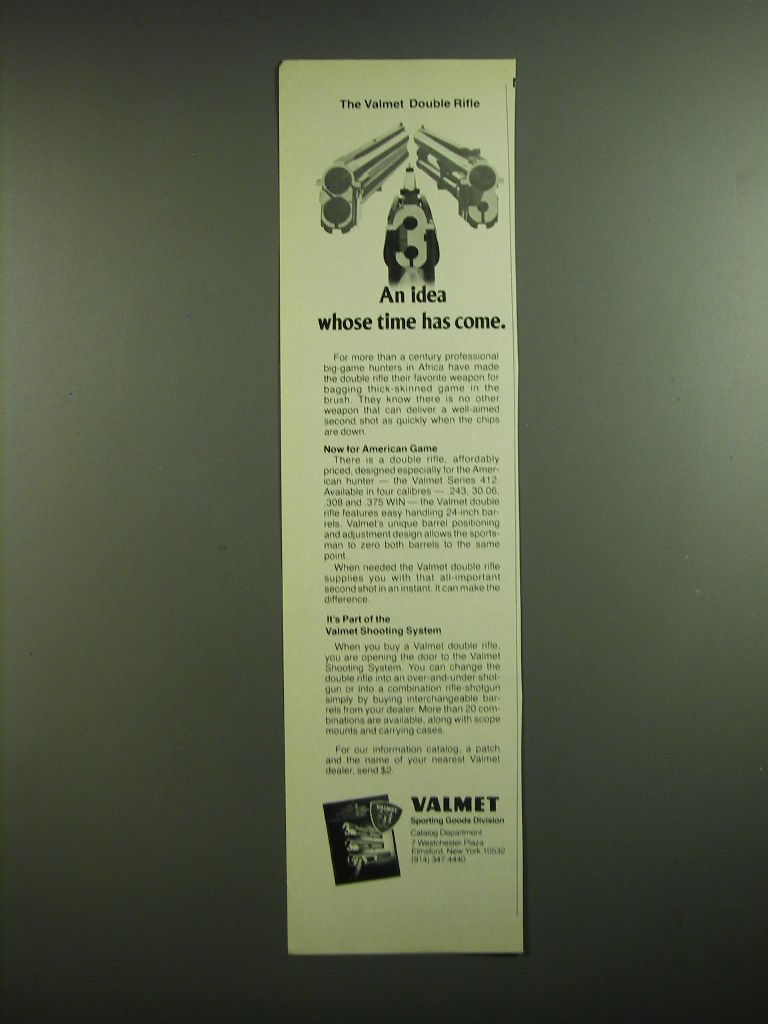 The Valmet Double Rifle
An idea
whose time has come.
For more than a century professional
big-game hunters in Africa have made
the double rifle their favorite weapon for
bagging thick-skinned game in the
brush. They know there is no other
weapon that can deliver a well-aimed
second shot as quickly when the chips
are down.
Now for American Game
There is a double rifle, affordably
priced, designed especially for the Amer-
ican hunter — the Valmet Series 412.
Available in four calibres — .243, 30.06,
.308 and .375 WIN — the Valmet double
rifle features easy handling 24-inch bar-
rels. Valmet's unique barrel positioning
and adjustment design allows the sports-
man to zero both barrels to the same
point.
When needed the Valmet double rifle
supplies you with that all-important
second shot in an instant. It can make the
difference.
It's Part of the
Valmet Shooting System
When you buy a Valmet double rifle,
you are opening the door to the Valmet
Shooting System. You can change the
double rifle into an over-and-under shot-
gun or into a combination rifle-shotgun
simply by buying interchangeable bar-
rels from your dealer. More than 20 com-
binations are available, along with scope
mounts and carrying cases.
For our information catalog, a patch
and the name of your nearest Valmet
dealer, send $2.
VALMET
VALMET
Sporting Goods Division
Catalog Department
7 Westchester Plaza
Elmsford, New York 10532
(914) 347-4440